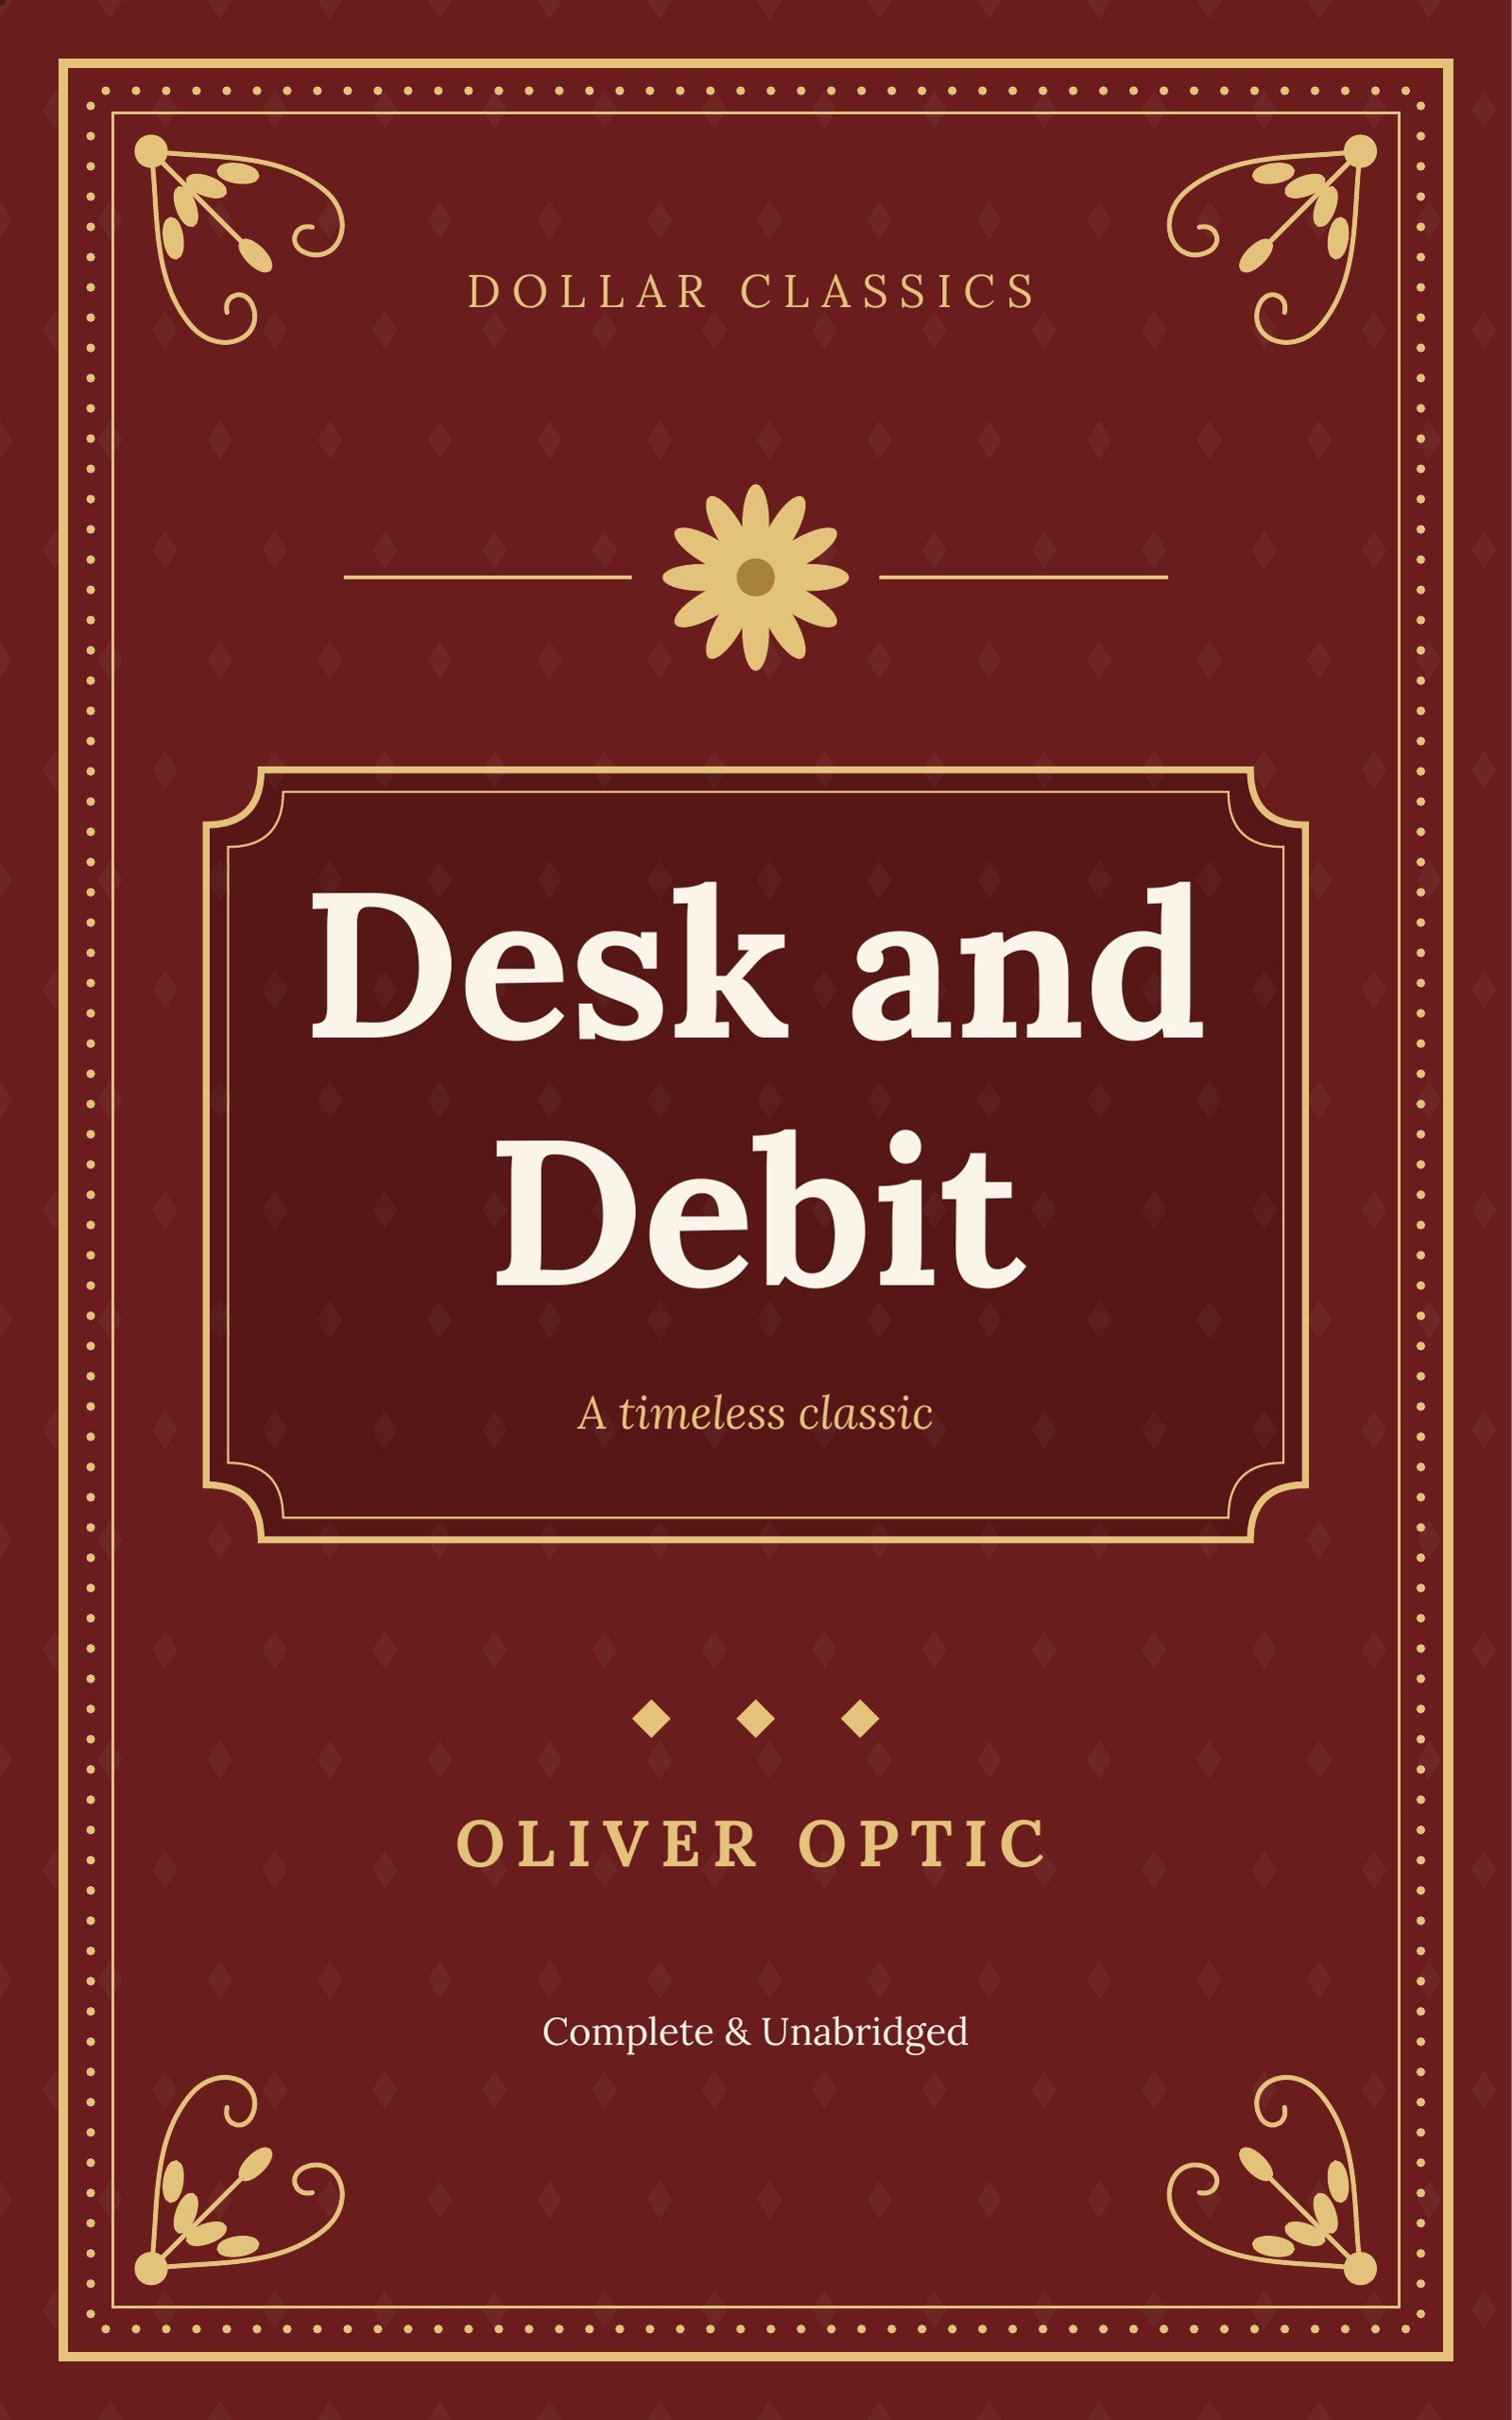 DOLLAR CLASSICS
Desk and
Debit
A timeless classic
OLIVER OPTIC
Complete & Unabridged